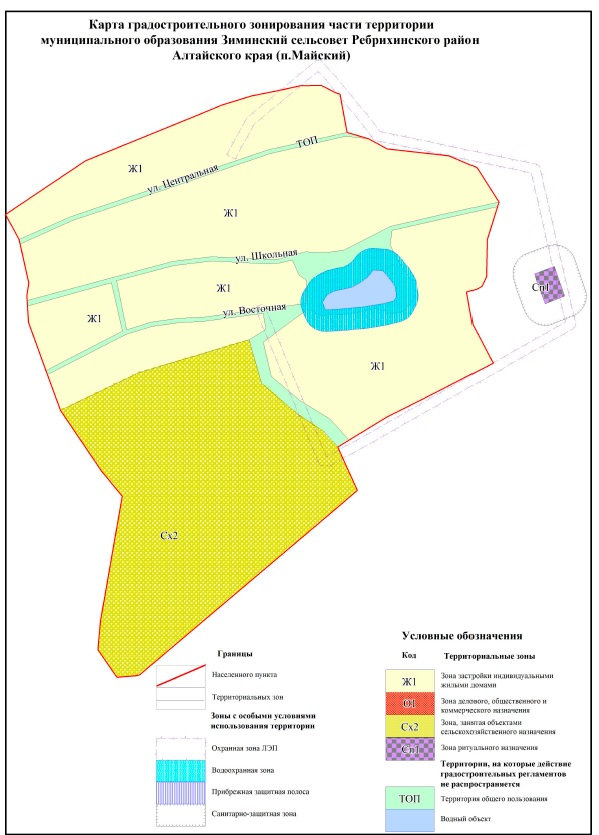 Карта градостроительного зонирования части территории
муниципального образования Зиминский сельсовет Ребрихинского район
Алтайского края (п.Майский)
ТОП
Ж1
ул. Центральная
Ж1
ул. Школьная
Сп1
Ж1
ул. Восточная
Ж1
Ж1
Сх2
Границы
Населенного пункта
Территориальных зон
Зоны с особыми условиями
использования территории
Охранная зона ЛЭП
Водоохранная зона
Прибрежная защитная полоса
Санитарно-защитная зона
Условные обозначения
Код Территориальные зоны
Ж1 Зона застройки индивидуальными
жилыми домами
О1 Зона делового, общественного и
коммерческого назначения
Сх2 Зона, занятая объектами
сельскохозяйственного назначения
Сп1 Зона ритуального назначения
Территории, на которые действие
градостроительных регламентов
не распространяется
ТОП Территория общего пользования
Водный объект